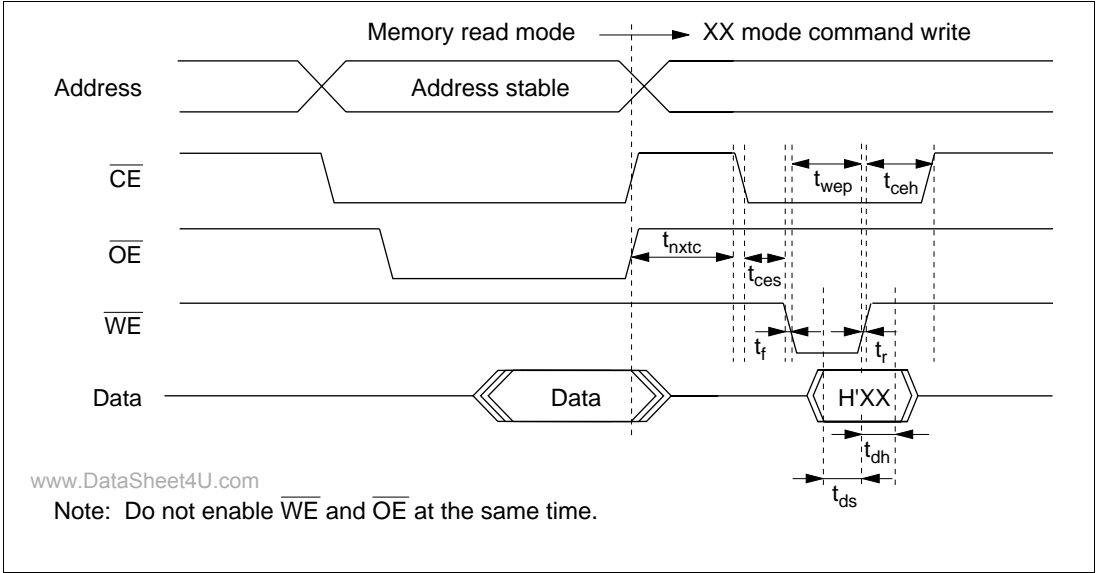 Memory read mode XX mode command write
Address
Address stable
CE
t_wep
t_ceh
OE
t_nxtc
t_ces
WE
t_f
t_r
Data
Data
H'XX
t_dh
www.DataSheet4U.com
t_ds
Note: Do not enable WE and OE at the same time.